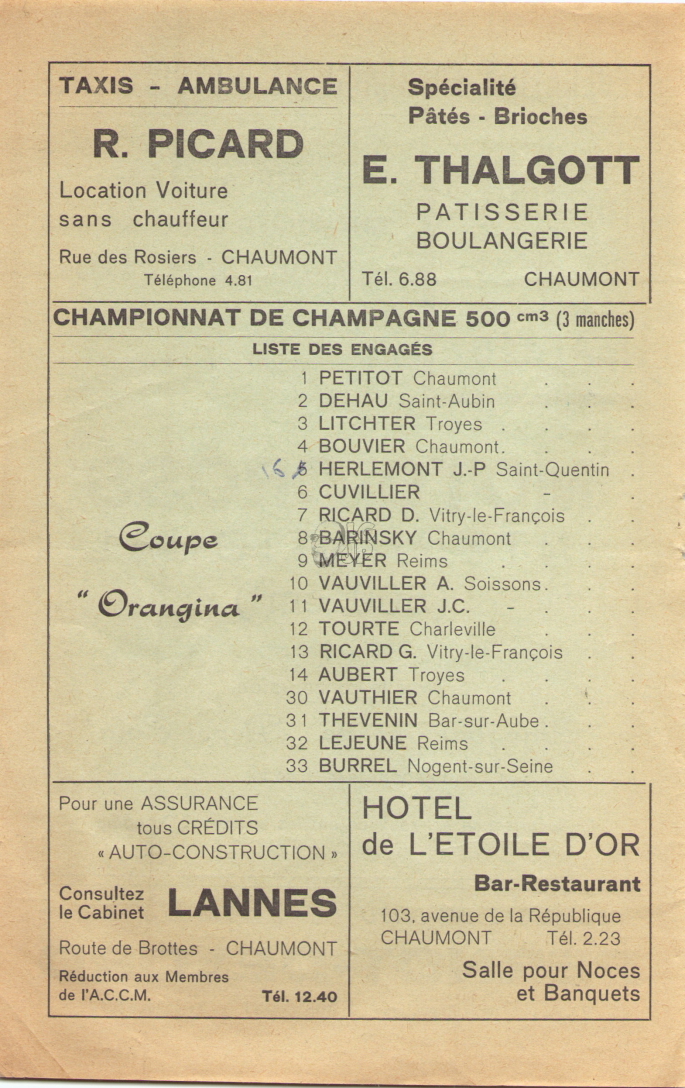 TAXIS - AMBULANCE
R. PICARD
Location Voiture
sans chauffeur
Rue des Rosiers - CHAUMONT
Téléphone 4.81
Spécialité
Pâtés - Brioches
E. THALGOTT
PATISSERIE
BOULANGERIE
Tél. 6.88 CHAUMONT
CHAMPIONNAT DE CHAMPAGNE 500 cm3 (3 manches)
LISTE DES ENGAGÉS
Coupe
" Orangina "
1 PETITOT Chaumont . . .
2 DEHAU Saint-Aubin . . .
3 LITCHTER Troyes . . . .
4 BOUVIER Chaumont. . . .
16 5 HERLEMONT J.-P Saint-Quentin .
6 CUVILLIER - .
7 RICARD D. Vitry-le-François . .
8 BARINSKY Chaumont . . .
9 MEYER Reims . . . .
10 VAUVILLER A. Soissons. . .
11 VAUVILLER J.C. - . . .
12 TOURTE Charleville . . .
13 RICARD G. Vitry-le-François . .
14 AUBERT Troyes . . . .
30 VAUTHIER Chaumont . . .
31 THEVENIN Bar-sur-Aube . . .
32 LEJEUNE Reims . . . .
33 BURREL Nogent-sur-Seine . .
Pour une ASSURANCE
tous CRÉDITS
« AUTO-CONSTRUCTION »
Consultez
le Cabinet LANNES
Route de Brottes - CHAUMONT
Réduction aux Membres
de l'A.C.C.M. Tél. 12.40
HOTEL
de L'ETOILE D'OR
Bar-Restaurant
103, avenue de la République
CHAUMONT Tél. 2.23
Salle pour Noces
et Banquets